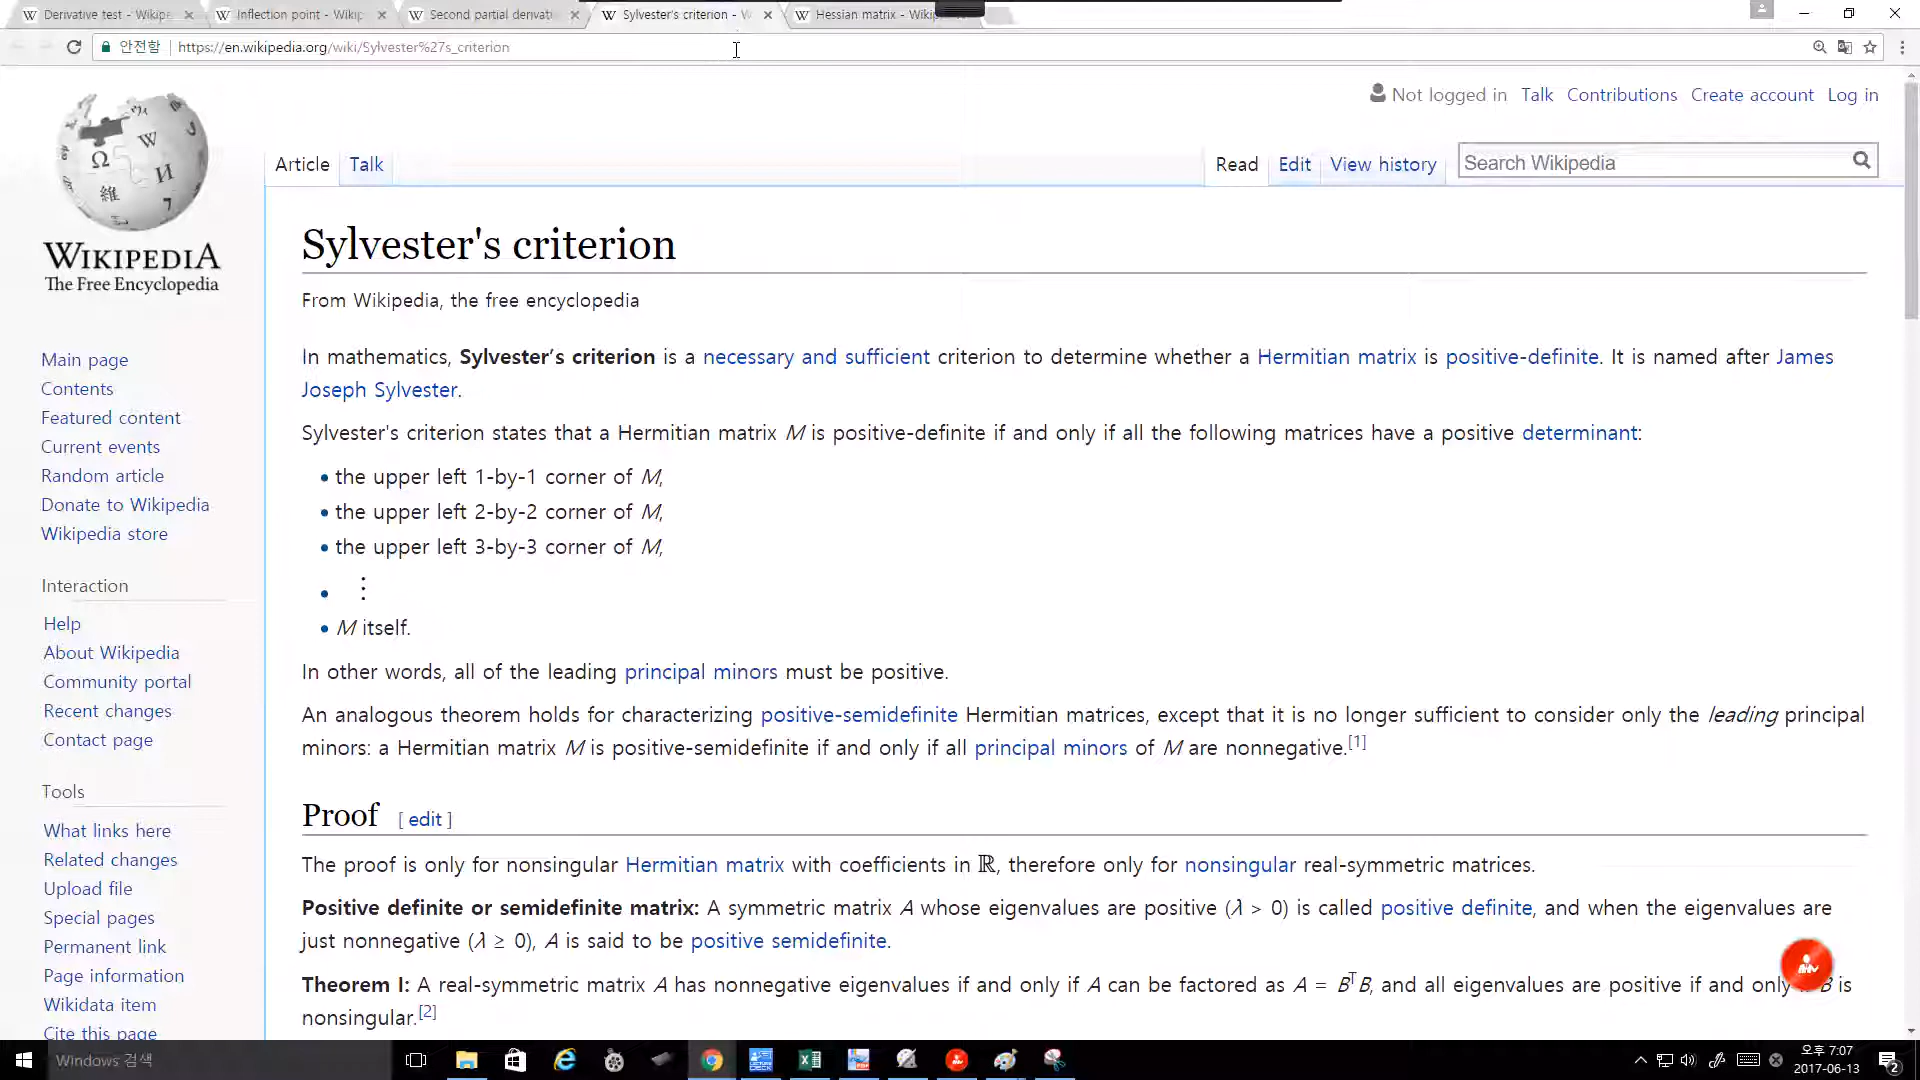 Derivative test - Wikipe
Inflection point - Wikip
Second partial derivati
Sylvester's criterion - W
Hessian matrix - Wikip
안전함
https://en.wikipedia.org/wiki/Sylvester%27s_criterion
Not logged in Talk Contributions Create account Log in
Article Talk
Read Edit View history
Search Wikipedia
WIKIPEDIA
The Free Encyclopedia
Main page
Contents
Featured content
Current events
Random article
Donate to Wikipedia
Wikipedia store
Interaction
Help
About Wikipedia
Community portal
Recent changes
Contact page
Tools
What links here
Related changes
Upload file
Special pages
Permanent link
Page information
Wikidata item
Cite this page
Sylvester's criterion
From Wikipedia, the free encyclopedia
In mathematics, Sylvester's criterion is a necessary and sufficient criterion to determine whether a Hermitian matrix is positive-definite. It is named after James
Joseph Sylvester.
Sylvester's criterion states that a Hermitian matrix M is positive-definite if and only if all the following matrices have a positive determinant:
• the upper left 1-by-1 corner of M,
• the upper left 2-by-2 corner of M,
• the upper left 3-by-3 corner of M,
• ⋮
• M itself.
In other words, all of the leading principal minors must be positive.
An analogous theorem holds for characterizing positive-semidefinite Hermitian matrices, except that it is no longer sufficient to consider only the leading principal
minors: a Hermitian matrix M is positive-semidefinite if and only if all principal minors of M are nonnegative.[1]
Proof [ edit ]
The proof is only for nonsingular Hermitian matrix with coefficients in ℝ, therefore only for nonsingular real-symmetric matrices.
Positive definite or semidefinite matrix: A symmetric matrix A whose eigenvalues are positive (λ > 0) is called positive definite, and when the eigenvalues are
just nonnegative (λ ≥ 0), A is said to be positive semidefinite.
Theorem I: A real-symmetric matrix A has nonnegative eigenvalues if and only if A can be factored as A = BᵀB, and all eigenvalues are positive if and only B is
nonsingular.[2]
Windows 검색
오후 7:07
2017-06-13
2